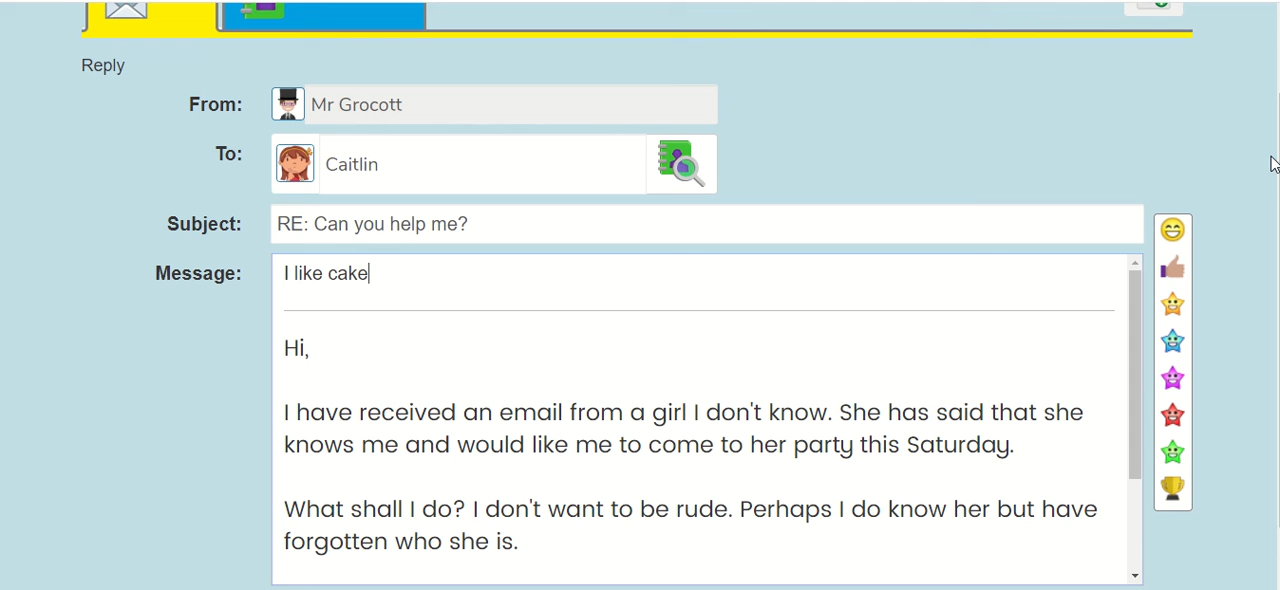 Reply
From: Mr Grocott
To: Caitlin
Subject: RE: Can you help me?
Message: I like cake
Hi,
I have received an email from a girl I don't know. She has said that she
knows me and would like me to come to her party this Saturday.
What shall I do? I don't want to be rude. Perhaps I do know her but have
forgotten who she is.